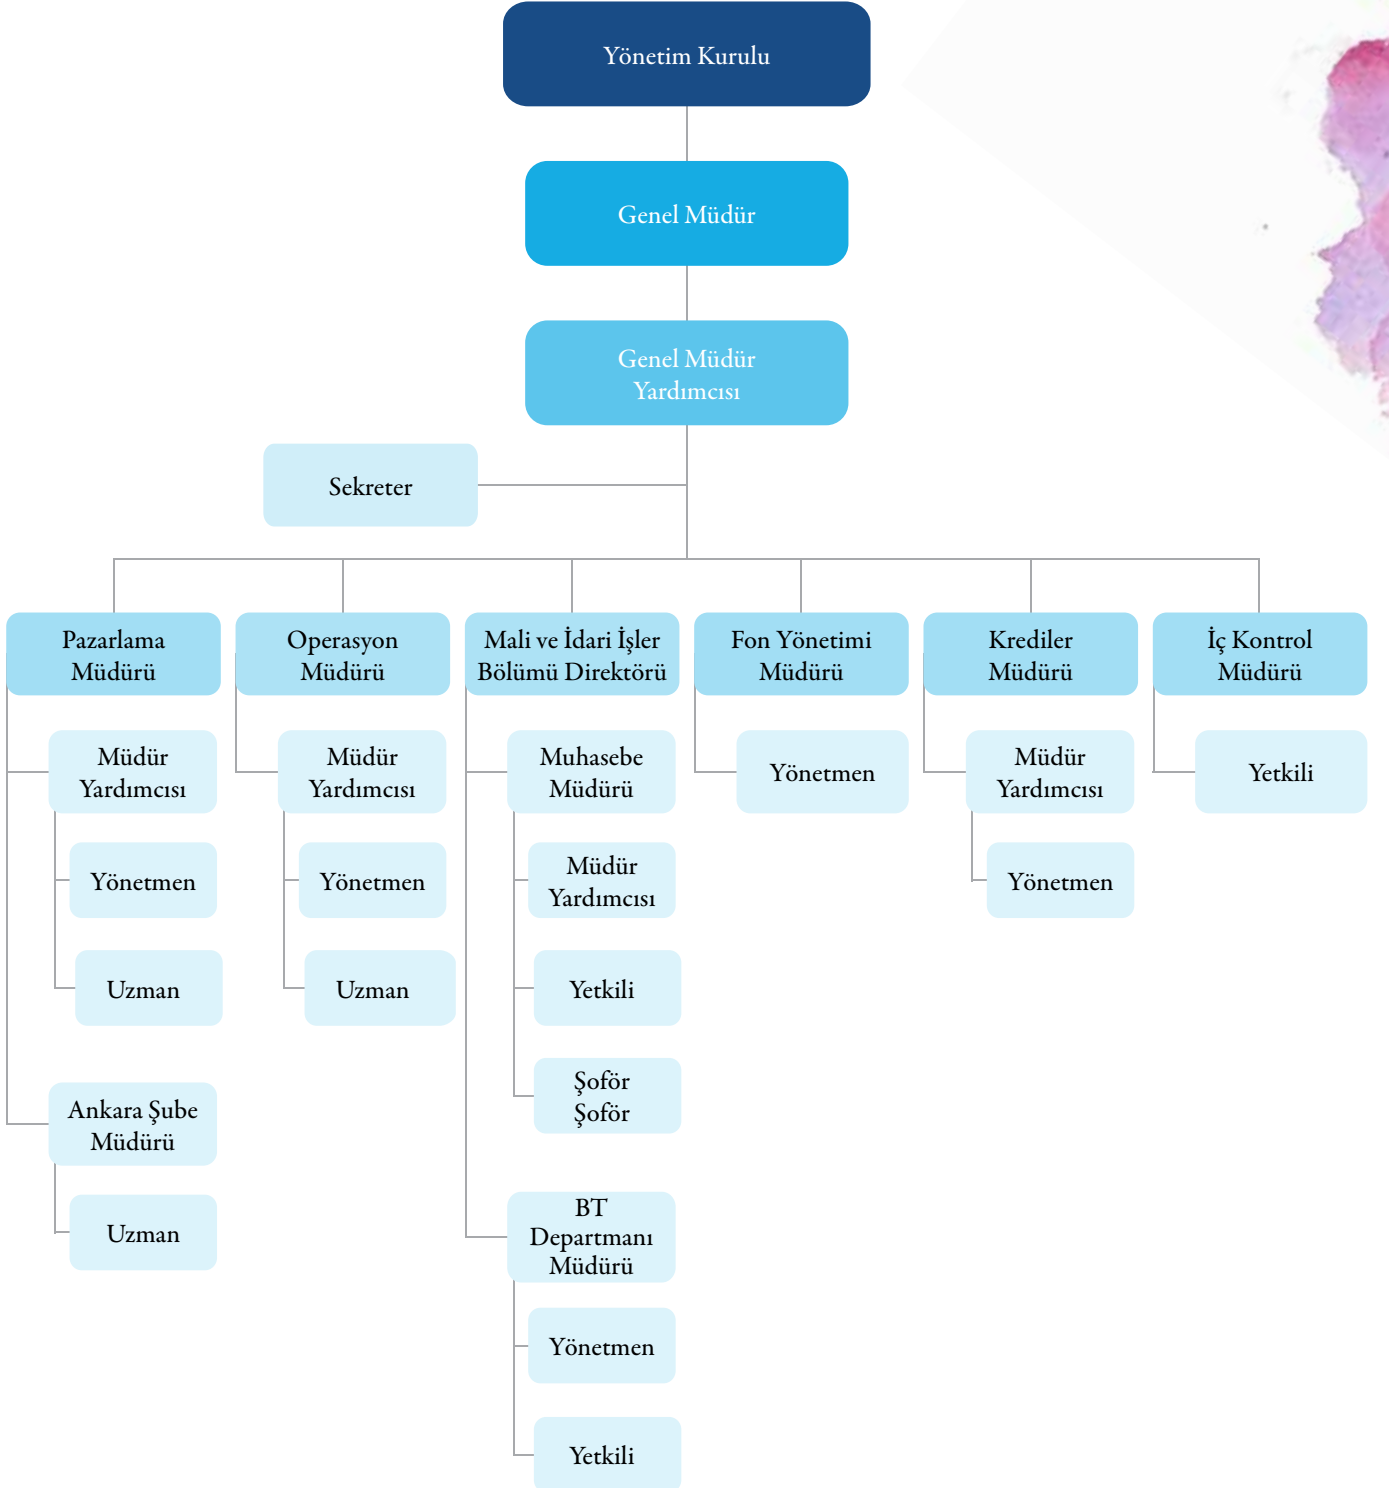 Yönetim Kurulu
Genel Müdür
Genel Müdür
Yardımcısı
Sekreter
Pazarlama
Müdürü
Operasyon
Müdürü
Mali ve İdari İşler
Bölümü Direktörü
Fon Yönetimi
Müdürü
Krediler
Müdürü
İç Kontrol
Müdürü
Müdür
Yardımcısı
Yönetmen
Uzman
Ankara Şube
Müdürü
Uzman
Müdür
Yardımcısı
Yönetmen
Uzman
Muhasebe
Müdürü
Müdür
Yardımcısı
Yetkili
Şoför
Şoför
BT
Departmanı
Müdürü
Yönetmen
Yetkili
Yönetmen
Müdür
Yardımcısı
Yönetmen
Yetkili